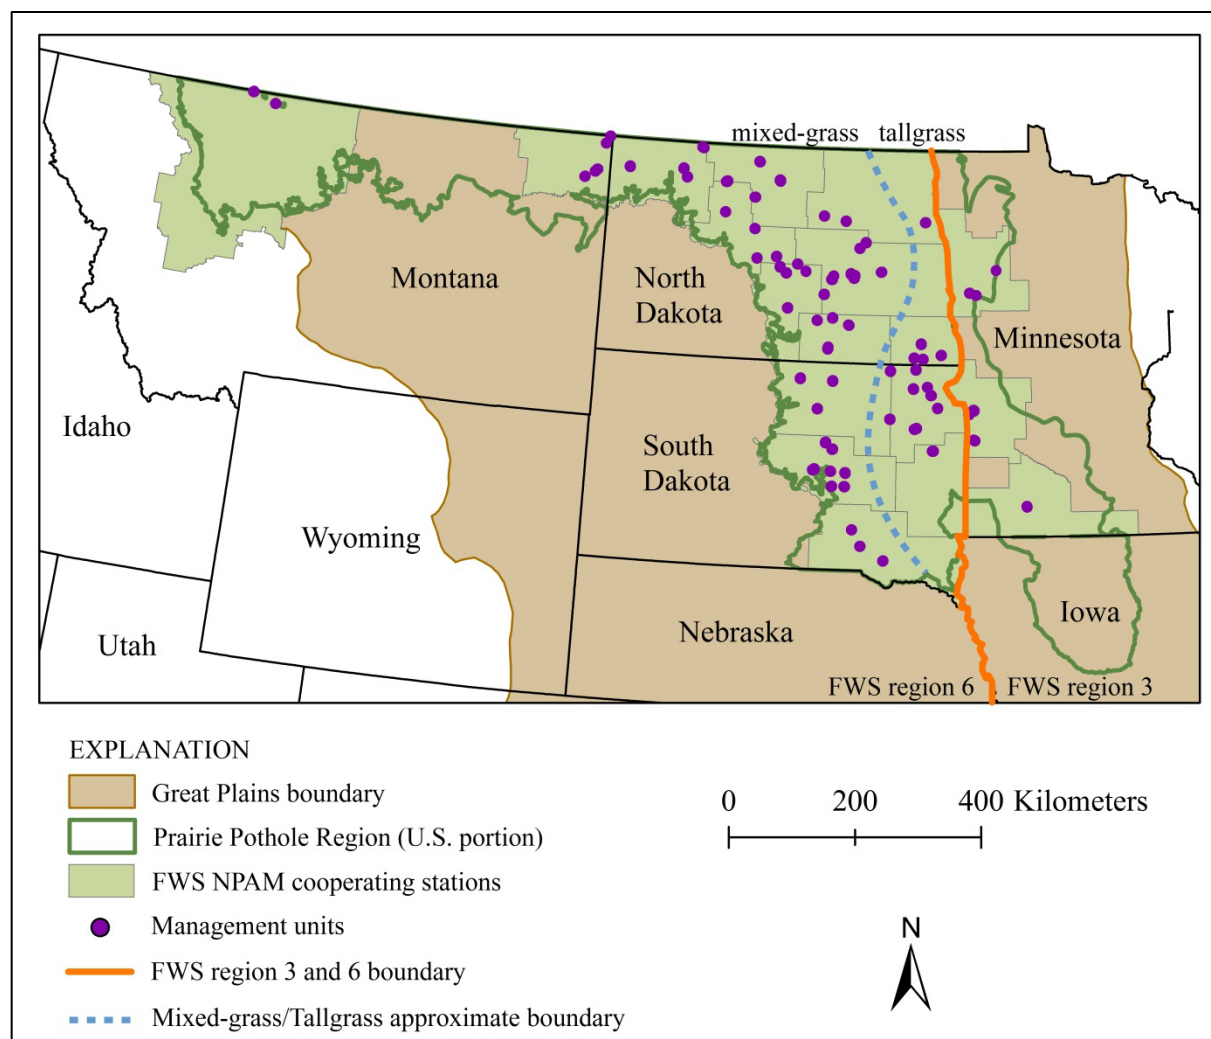 mixed-grass tallgrass
Montana
North
Dakota
Minnesota
Idaho
South
Dakota
Wyoming
Utah
Nebraska
Iowa
FWS region 6 FWS region 3
EXPLANATION
Great Plains boundary
Prairie Pothole Region (U.S. portion)
FWS NPAM cooperating stations
Management units
FWS region 3 and 6 boundary
Mixed-grass/Tallgrass approximate boundary
0 200 400 Kilometers
N